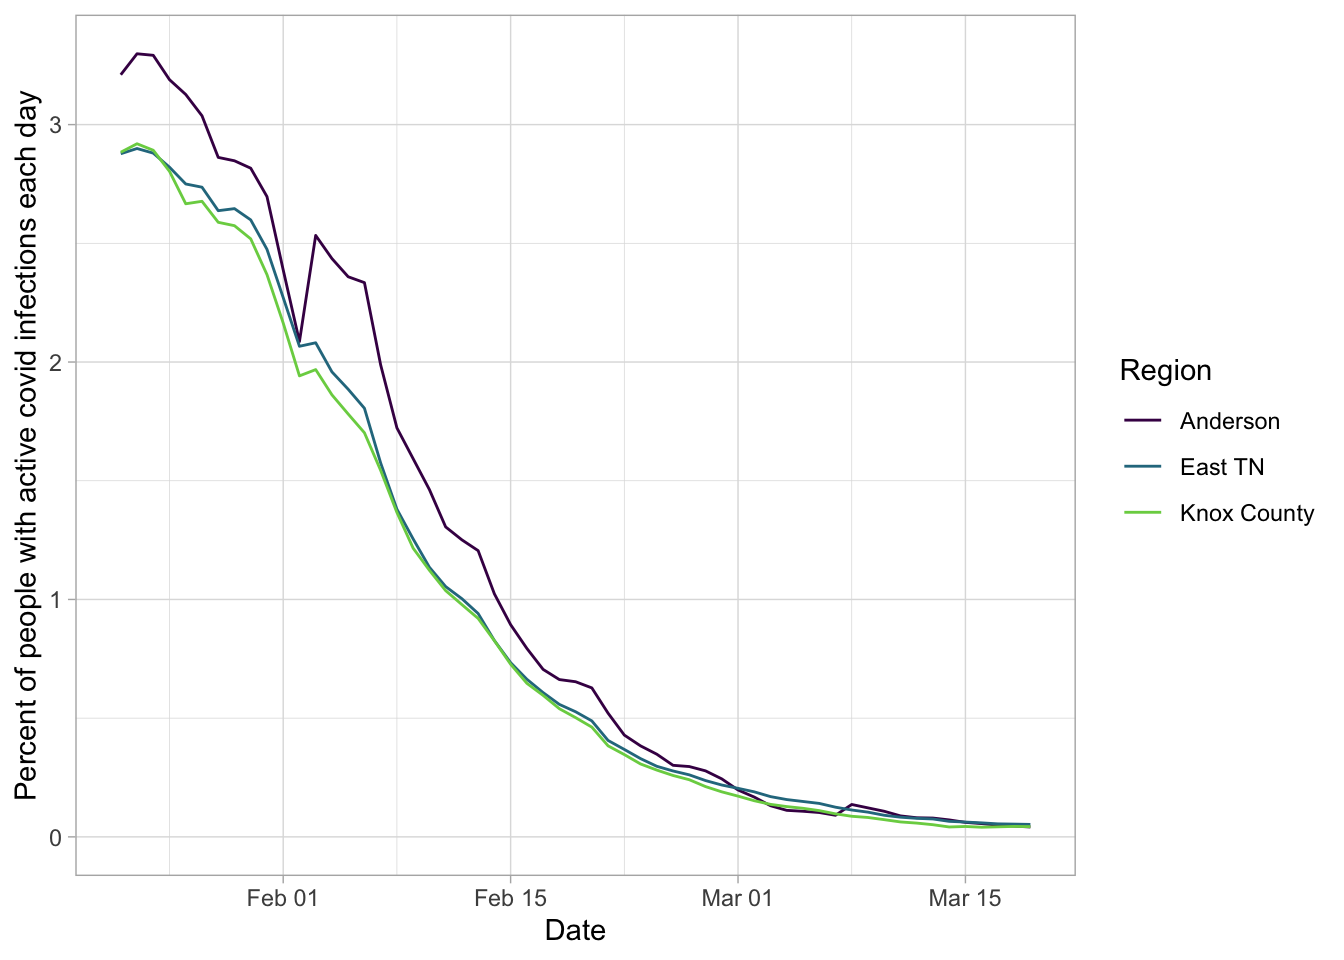 Percent of people with active covid infections each day
3
2
1
0
Feb 01
Feb 15
Mar 01
Mar 15
Date
Region
Anderson
East TN
Knox County